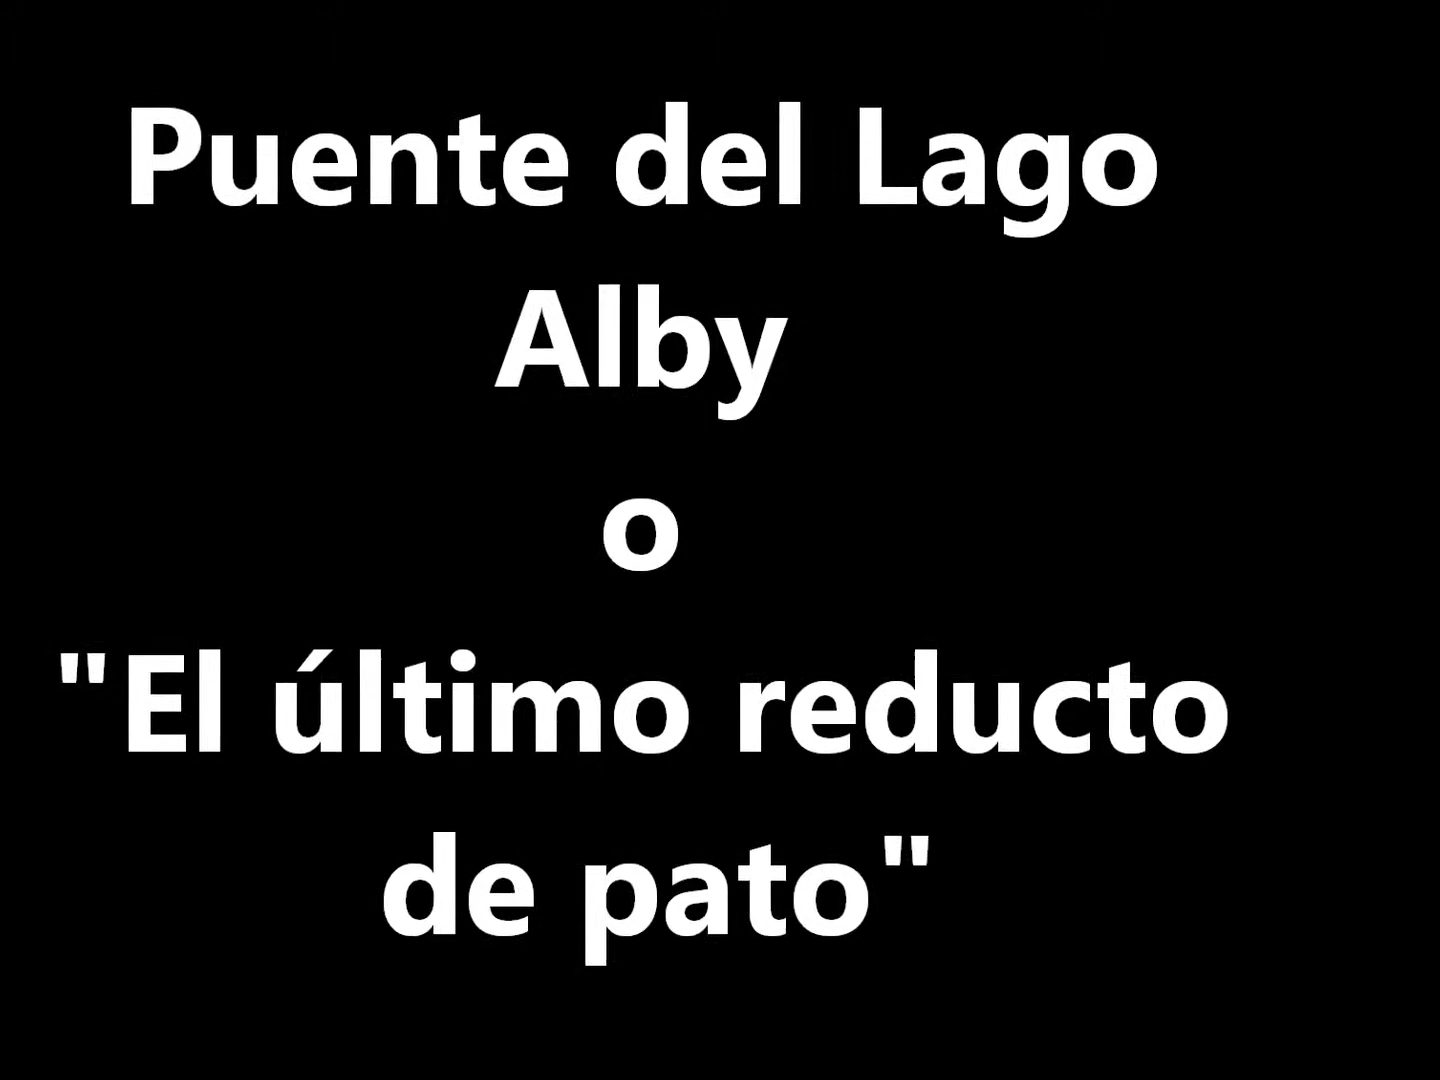 Puente del Lago
Alby
o
"El último reducto
de pato"